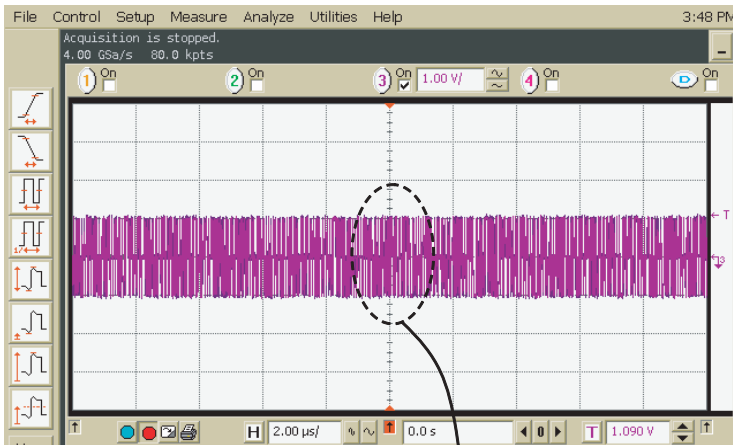 File Control Setup Measure Analyze Utilities Help 3:48 PM
Acquisition is stopped.
4.00 GSa/s 80.0 kpts
1 On 2 On 3 On 1.00 V/ 4 On D On
T
3
H 2.00 µs/ 0.0 s 0 T 1.090 V